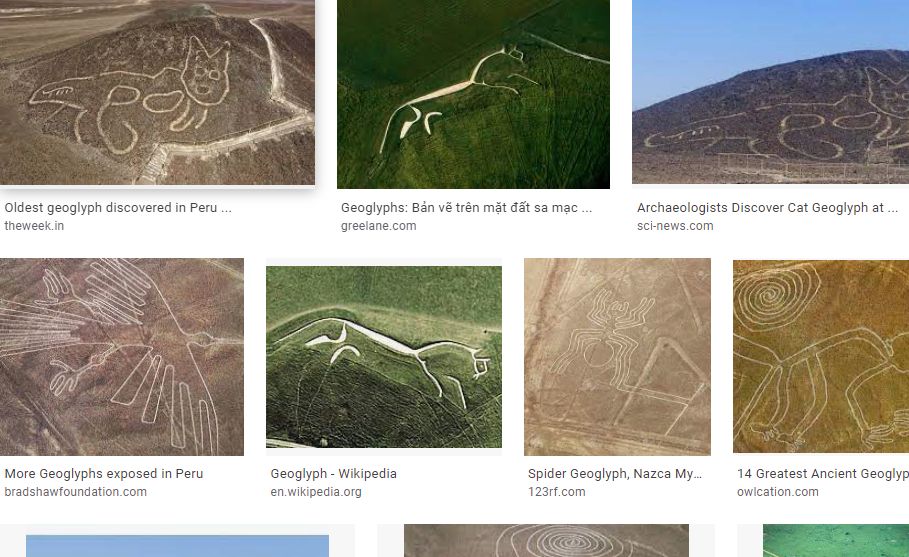 Oldest geoglyph discovered in Peru ...
theweek.in
Geoglyphs: Bản vẽ trên mặt đất sa mạc ...
greelane.com
Archaeologists Discover Cat Geoglyph at ...
sci-news.com
More Geoglyphs exposed in Peru
bradshawfoundation.com
Geoglyph - Wikipedia
en.wikipedia.org
Spider Geoglyph, Nazca My...
123rf.com
14 Greatest Ancient Geoglyp
owlcation.com